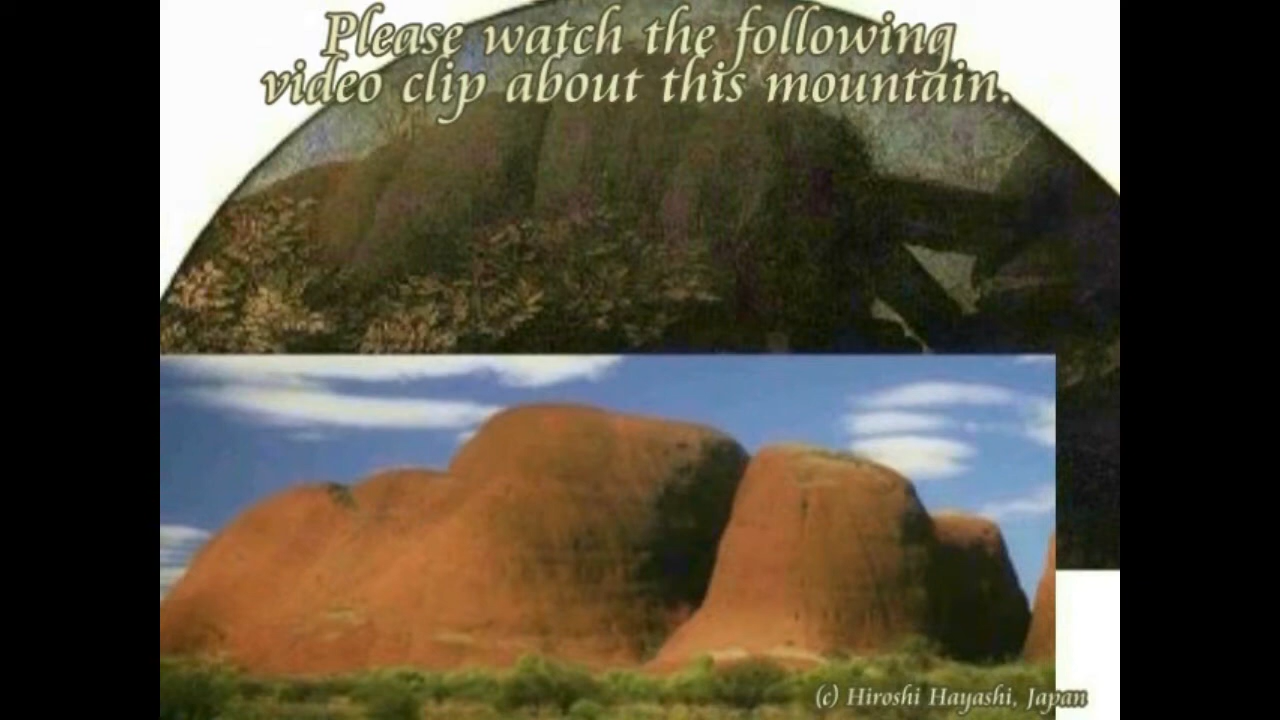 Please watch the following
video clip about this mountain.
(c) Hiroshi Hayashi, Japan